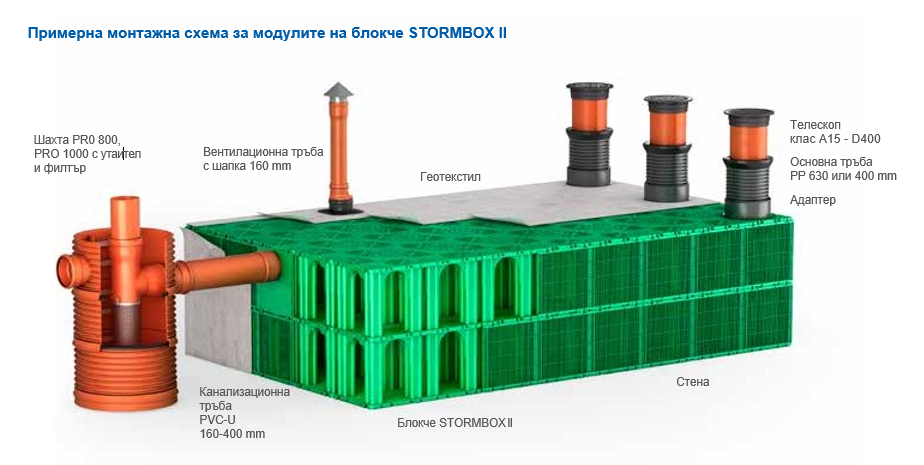 Примерна монтажна схема за модулите на блокче STORMBOX II
Шахта PR0 800,
PRO 1000 с утаител
и филтър
Вентилационна тръба
с шапка 160 mm
Геотекстил
Телескоп
клас A15 - D400
Основна тръба
PP 630 или 400 mm
Адаптер
Канализационна
тръба
PVC-U
160-400 mm
Блокче STORMBOX II
Стена